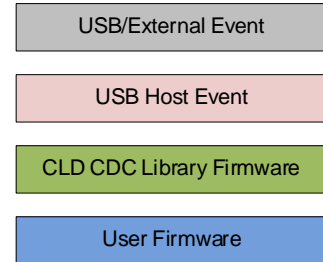 USB/External Event
USB Host Event
CLD CDC Library Firmware
User Firmware